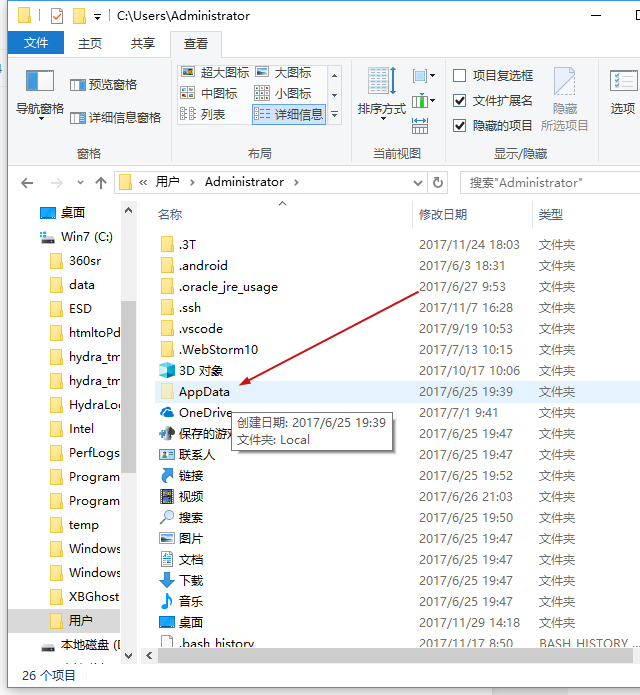 C:\Users\Administrator
文件 主页 共享 查看
导航窗格
预览窗格
详细信息窗格
窗格
超大图标 大图标
中图标 小图标
列表 详细信息
布局
排序方式
当前视图
项目复选框
文件扩展名
隐藏的项目
隐藏
所选项目
显示/隐藏
选项
« 用户 › Administrator ›
搜索"Administrator"
桌面
Win7 (C:)
360sr
data
ESD
htmltoPd
hydra_tm
hydra_tm
HydraLog
Intel
PerfLogs
Program
Program
temp
Windows
Windows
XBGhost
用户
本地磁盘 (D
名称 修改日期 类型
.3T 2017/11/24 18:03 文件夹
.android 2017/6/3 18:31 文件夹
.oracle_jre_usage 2017/6/27 9:53 文件夹
.ssh 2017/11/7 16:28 文件夹
.vscode 2017/9/19 10:53 文件夹
.WebStorm10 2017/7/13 10:15 文件夹
3D 对象 2017/10/17 10:06 文件夹
AppData 2017/6/25 19:39 文件夹
OneDrive 2017/7/1 9:41 文件夹
保存的游戏 2017/6/25 19:47 文件夹
联系人 2017/6/25 19:47 文件夹
链接 2017/6/25 19:52 文件夹
视频 2017/6/26 21:03 文件夹
搜索 2017/6/25 19:50 文件夹
图片 2017/6/25 19:47 文件夹
文档 2017/6/25 19:47 文件夹
下载 2017/6/25 19:47 文件夹
音乐 2017/6/25 19:47 文件夹
桌面 2017/11/29 14:18 文件夹
.bash_history 2017/11/17 8:50 BASH_HISTORY
创建日期: 2017/6/25 19:39
文件夹: Local
26 个项目